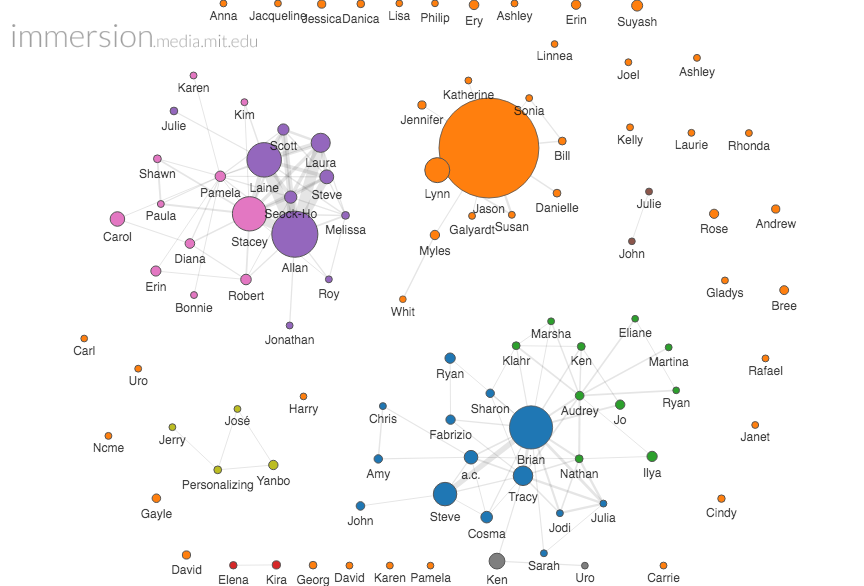 Anna
Jacqueline
Jessica
Danica
Lisa
Philip
Ery
Ashley
Erin
Suyash
immersion.media.mit.edu
Linnea
Joel
Ashley
Karen
Katherine
Kim
Sonia
Julie
Jennifer
Scott
Kelly
Laurie
Rhonda
Laura
Bill
Shawn
Pamela
Laine
Steve
Lynn
Julie
Paula
Seock-Ho
Jason
Danielle
Carol
Stacey
Melissa
Galyardt
Susan
Rose
Andrew
Diana
Myles
John
Allan
Erin
Robert
Roy
Gladys
Bree
Bonnie
Whit
Jonathan
Marsha
Eliane
Carl
Klahr
Ken
Martina
Uro
Ryan
Rafael
Harry
Sharon
Audrey
Jo
Ryan
José
Chris
Jerry
Fabrizio
Janet
Ncme
Brian
Personalizing
Yanbo
Amy
a.c.
Nathan
Ilya
Gayle
Tracy
Cindy
John
Steve
Cosma
Jodi
Julia
David
Elena
Kira
Georg
David
Karen
Pamela
Ken
Sarah
Uro
Carrie